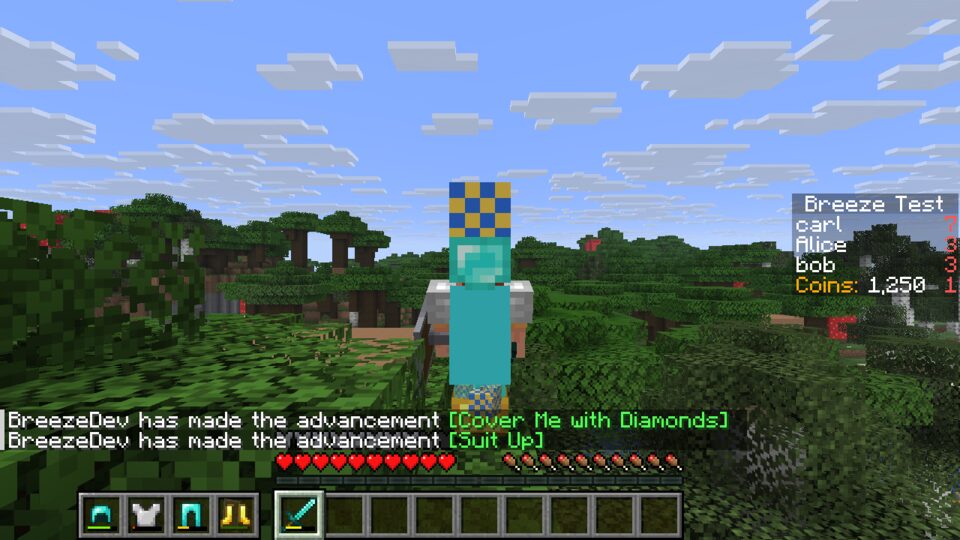 Breeze Test
carl 7
Alice 3
bob 3
Coins: 1,250 1
BreezeDev has made the advancement [Cover Me with Diamonds]
BreezeDev has made the advancement [Suit Up]